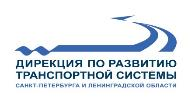 ДИРЕКЦИЯ ПО РАЗВИТИЮ
ТРАНСПОРТНОЙ СИСТЕМЫ
САНКТ-ПЕТЕРБУРГА И ЛЕНИНГРАДСКОЙ ОБЛАСТИ